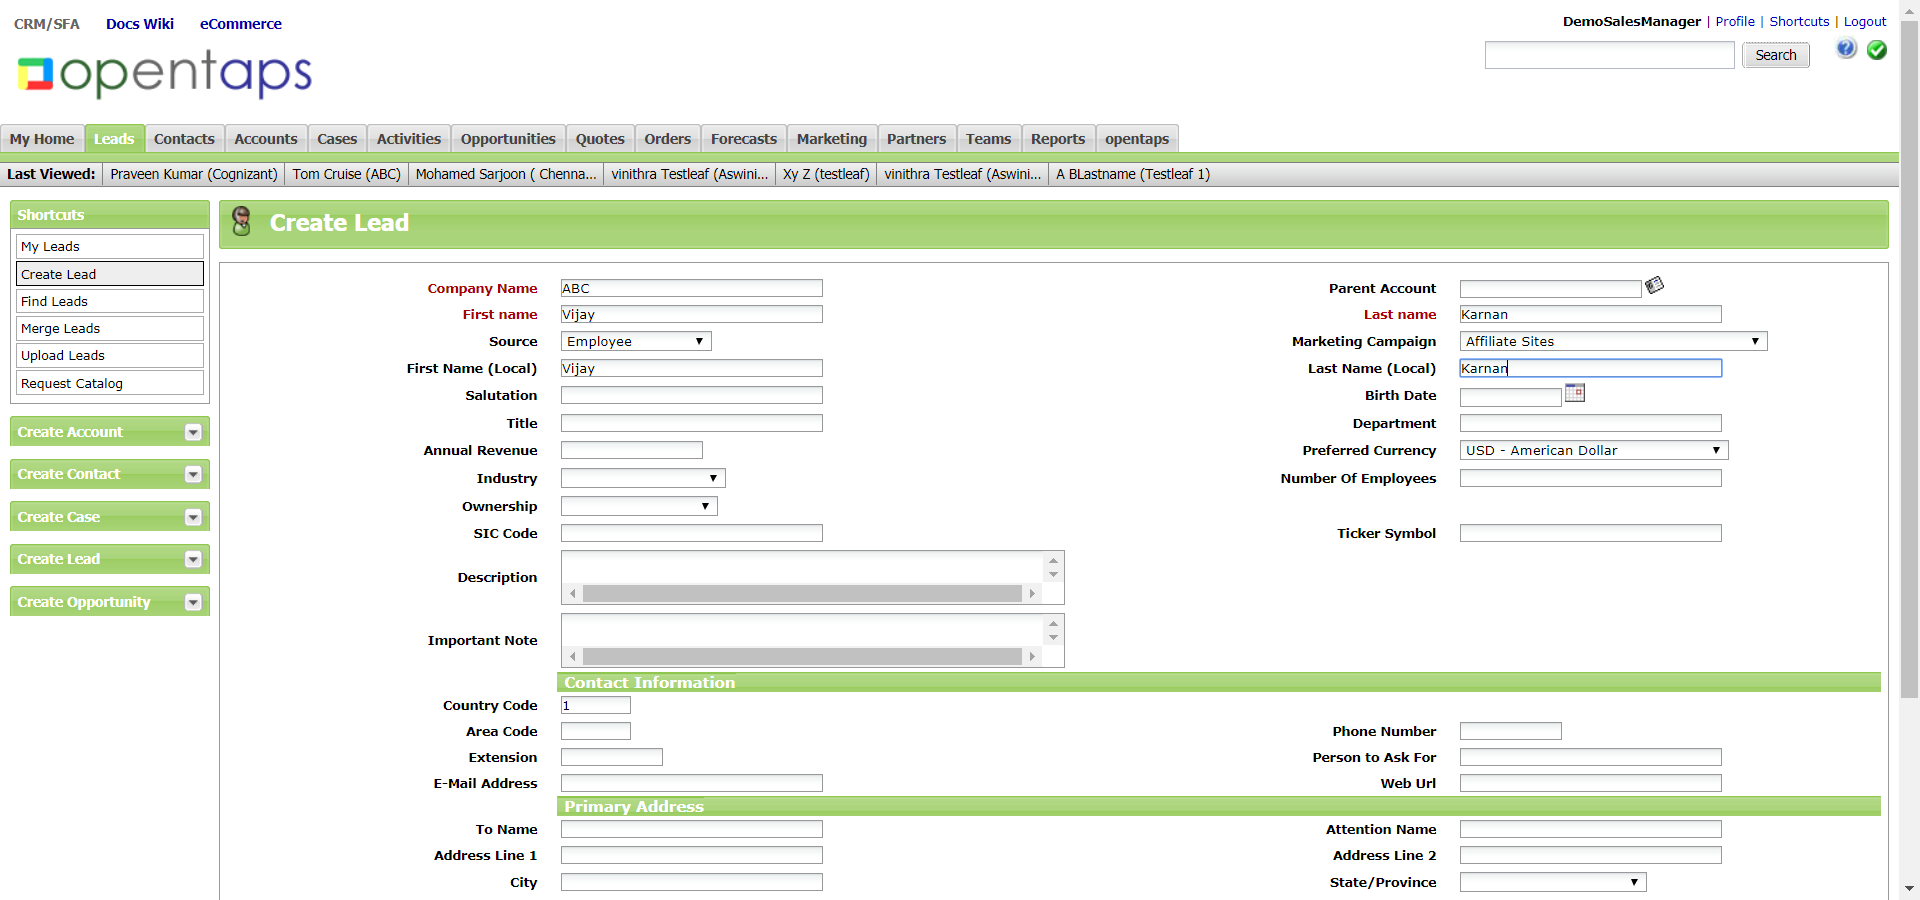 CRM/SFA Docs Wiki eCommerce
DemoSalesManager | Profile | Shortcuts | Logout
Search
opentaps
My Home Leads Contacts Accounts Cases Activities Opportunities Quotes Orders Forecasts Marketing Partners Teams Reports opentaps
Last Viewed: Praveen Kumar (Cognizant) Tom Cruise (ABC) Mohamed Sarjoon ( Chenna... vinithra Testleaf (Aswini... Xy Z (testleaf) vinithra Testleaf (Aswini... A BLastname (Testleaf 1)
Shortcuts
My Leads
Create Lead
Find Leads
Merge Leads
Upload Leads
Request Catalog
Create Account
Create Contact
Create Case
Create Lead
Create Opportunity
Create Lead
Company Name ABC Parent Account
First name Vijay Last name Karnan
Source Employee Marketing Campaign Affiliate Sites
First Name (Local) Vijay Last Name (Local) Karnan
Salutation Birth Date
Title Department
Annual Revenue Preferred Currency USD - American Dollar
Industry Number Of Employees
Ownership
SIC Code Ticker Symbol
Description
Important Note
Contact Information
Country Code 1
Area Code Phone Number
Extension Person to Ask For
E-Mail Address Web Url
Primary Address
To Name Attention Name
Address Line 1 Address Line 2
City State/Province